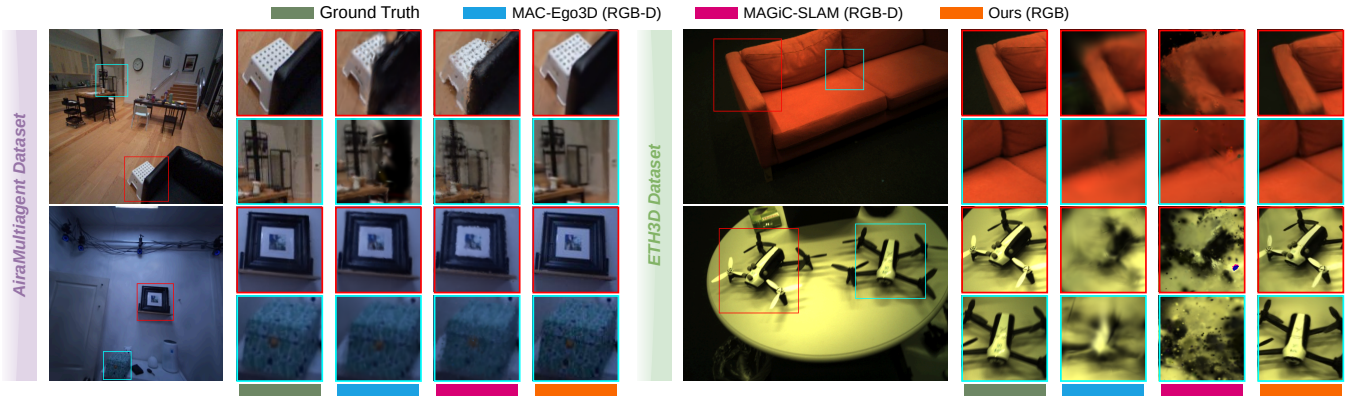 Ground Truth
MAC-Ego3D (RGB-D)
MAGiC-SLAM (RGB-D)
Ours (RGB)
AiraMultiagent Dataset
ETH3D Dataset